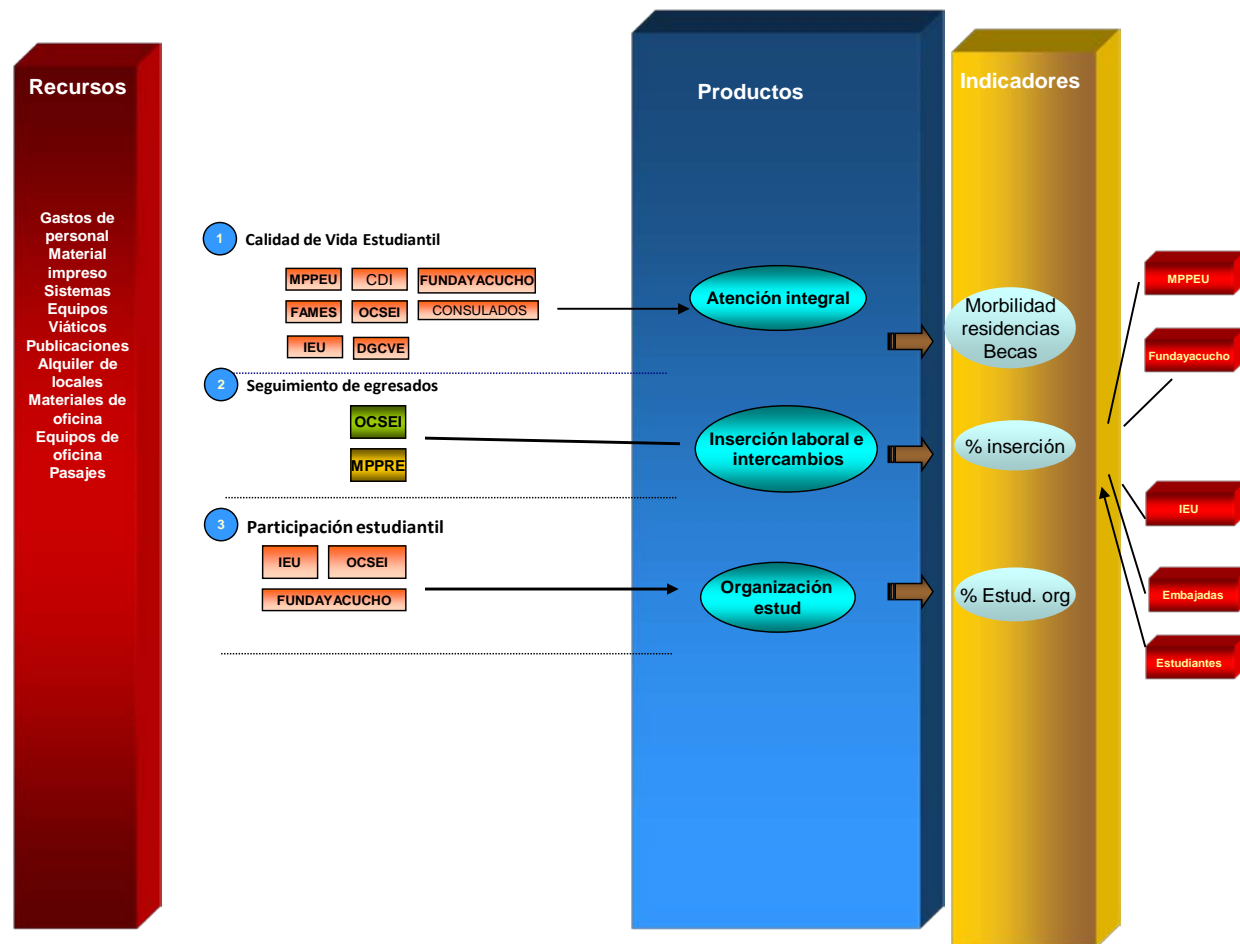 Recursos
Gastos de
personal
Material
impreso
Sistemas
Equipos
Viáticos
Publicaciones
Alquiler de
locales
Materiales de
oficina
Equipos de
oficina
Pasajes
1 Calidad de Vida Estudiantil
MPPEU CDI FUNDAYACUCHO
FAMES OCSEI CONSULADOS
IEU DGCVE
2 Seguimiento de egresados
OCSEI
MPPRE
3 Participación estudiantil
IEU OCSEI
FUNDAYACUCHO
Productos
Atención integral
Inserción laboral e
intercambios
Organización
estud
Indicadores
Morbilidad
residencias
Becas
% inserción
% Estud. org
MPPEU
Fundayacucho
IEU
Embajadas
Estudiantes